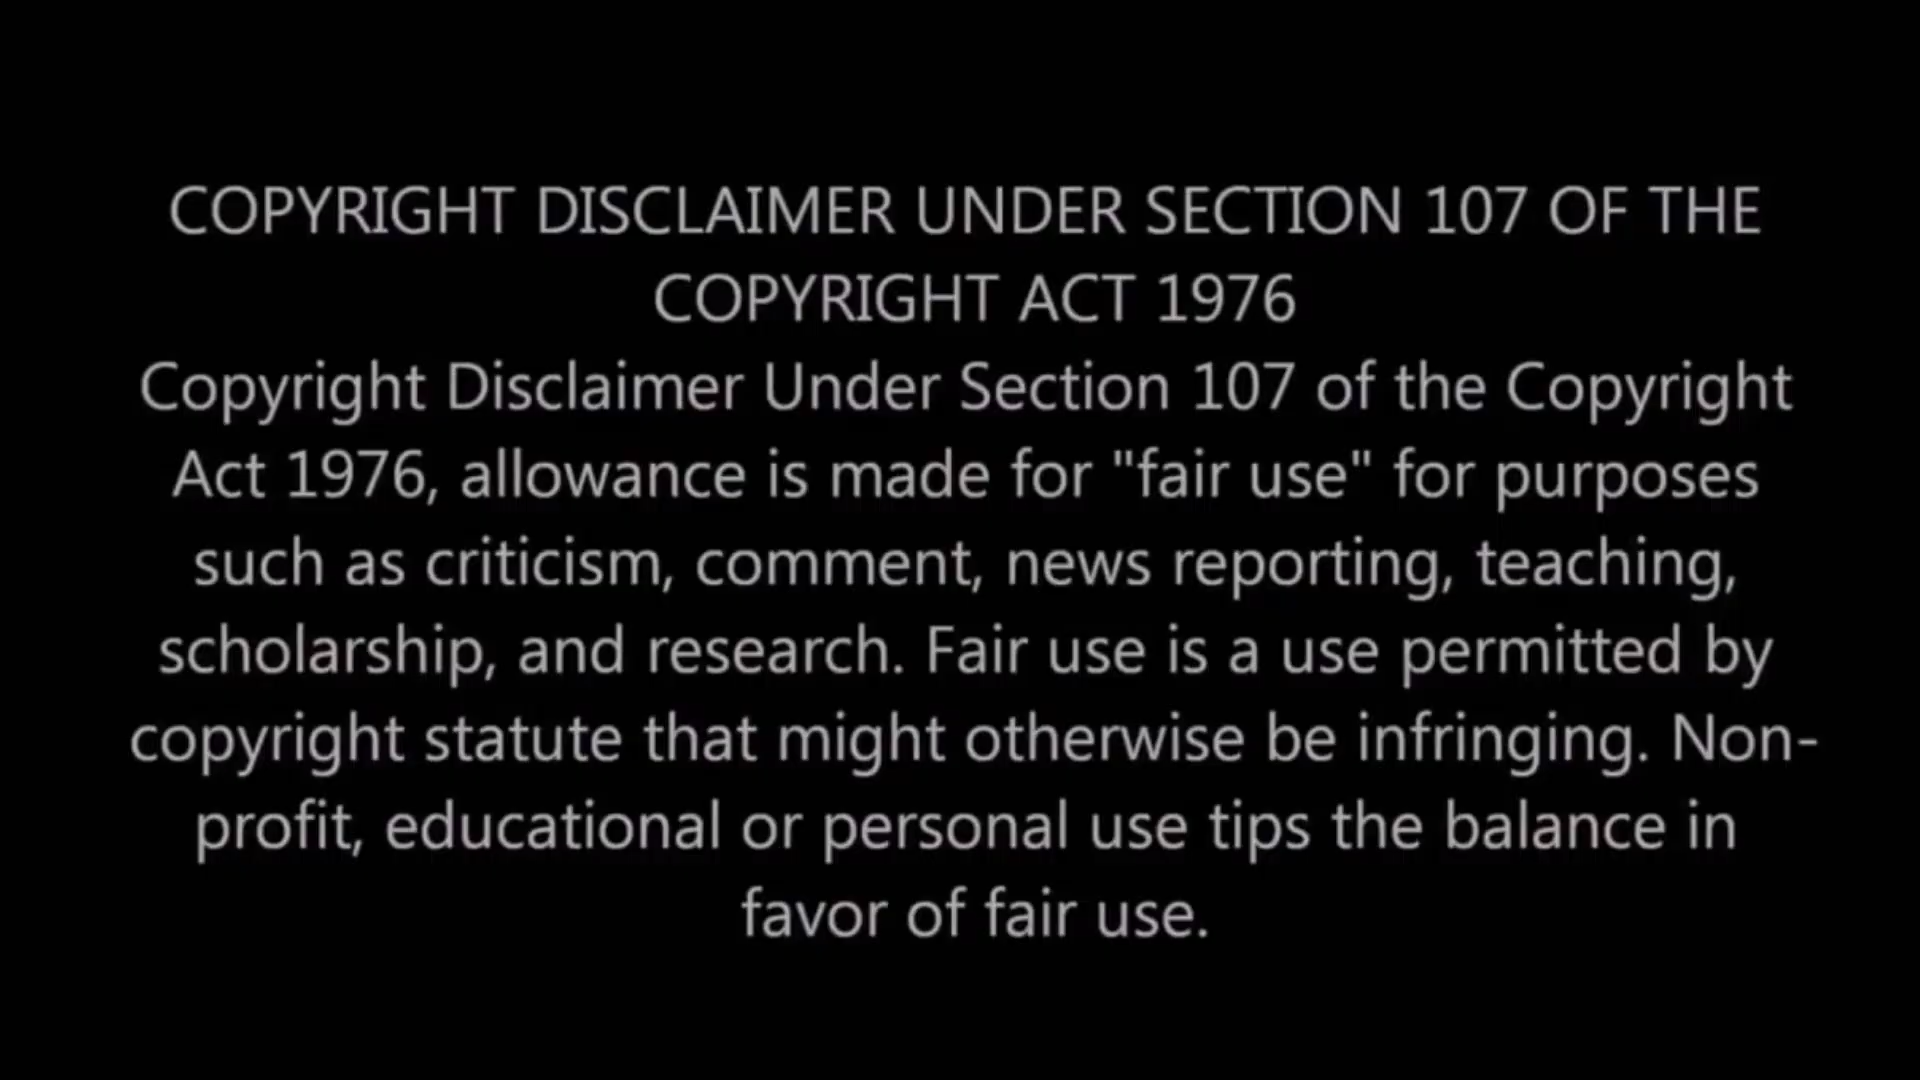 COPYRIGHT DISCLAIMER UNDER SECTION 107 OF THE
COPYRIGHT ACT 1976
Copyright Disclaimer Under Section 107 of the Copyright
Act 1976, allowance is made for "fair use" for purposes
such as criticism, comment, news reporting, teaching,
scholarship, and research. Fair use is a use permitted by
copyright statute that might otherwise be infringing. Non-
profit, educational or personal use tips the balance in
favor of fair use.